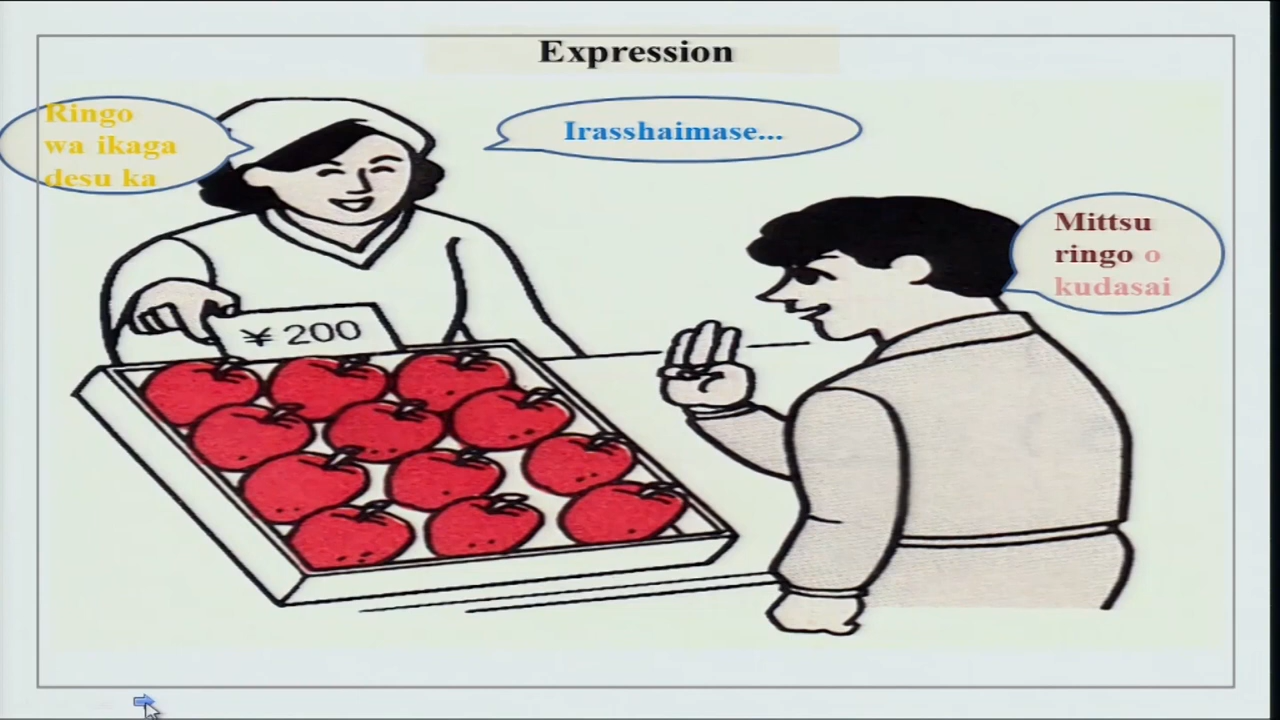 Expression
Ringo
wa ikaga
desu ka
Irasshaimase...
Mittsu
ringo o
kudasai
¥ 200